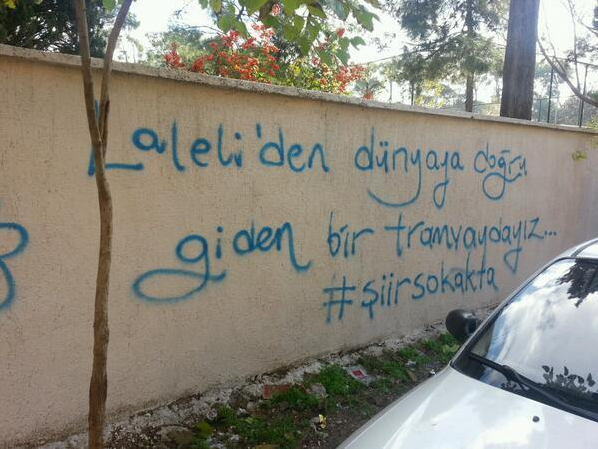 Laleli'den dünyaya doğru
giden bir tramvaydayız...
#şiirsokakta